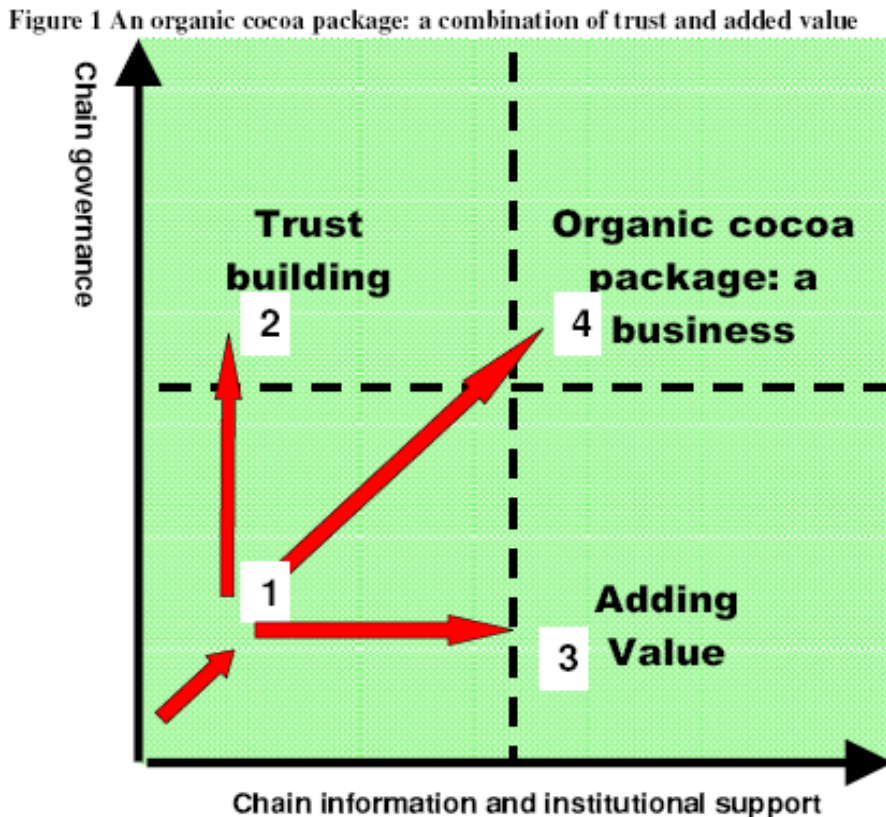 Figure 1 An organic cocoa package: a combination of trust and added value
Chain governance
Trust
building
2
Organic cocoa
package: a
business
4
1
Adding
Value
3
Chain information and institutional support